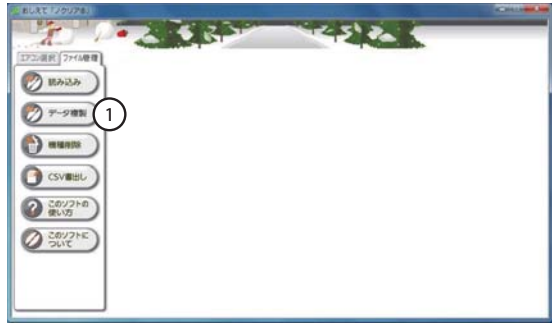 おしえて「ノクリア®」
エアコン選択
ファイル管理
読み込み
データ複製
1
機種削除
CSV書出し
このソフトの
使い方
このソフトに
ついて